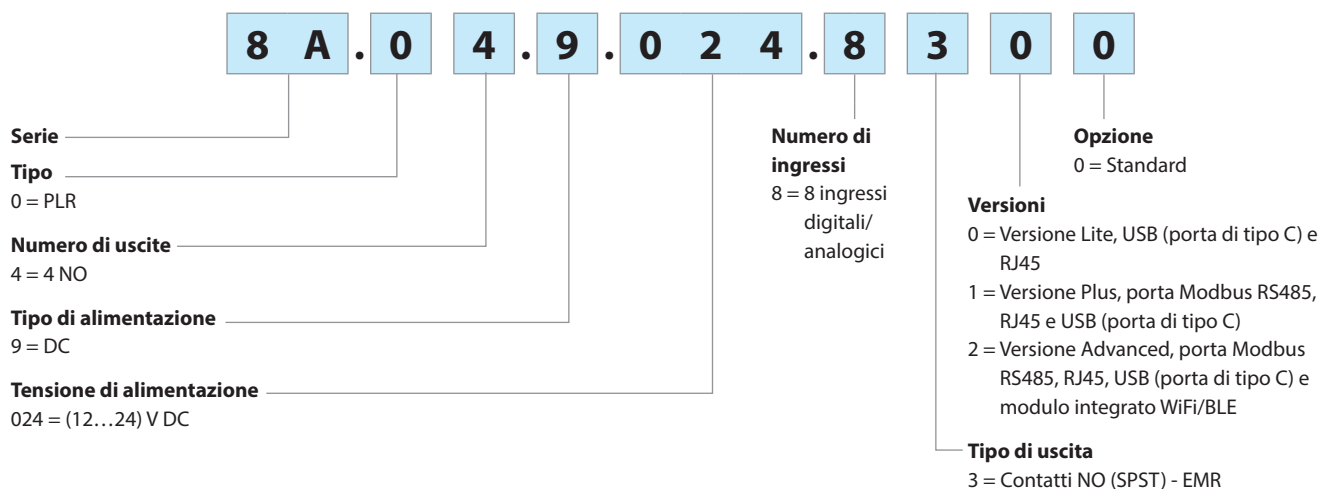 8 A . 0 4 . 9 . 0 2 4 . 8 3 0 0
Serie
Tipo
0 = PLR
Numero di uscite
4 = 4 NO
Tipo di alimentazione
9 = DC
Tensione di alimentazione
024 = (12…24) V DC
Numero di
ingressi
8 = 8 ingressi
digitali/
analogici
Opzione
0 = Standard
Versioni
0 = Versione Lite, USB (porta di tipo C) e
RJ45
1 = Versione Plus, porta Modbus RS485,
RJ45 e USB (porta di tipo C)
2 = Versione Advanced, porta Modbus
RS485, RJ45, USB (porta di tipo C) e
modulo integrato WiFi/BLE
Tipo di uscita
3 = Contatti NO (SPST) - EMR